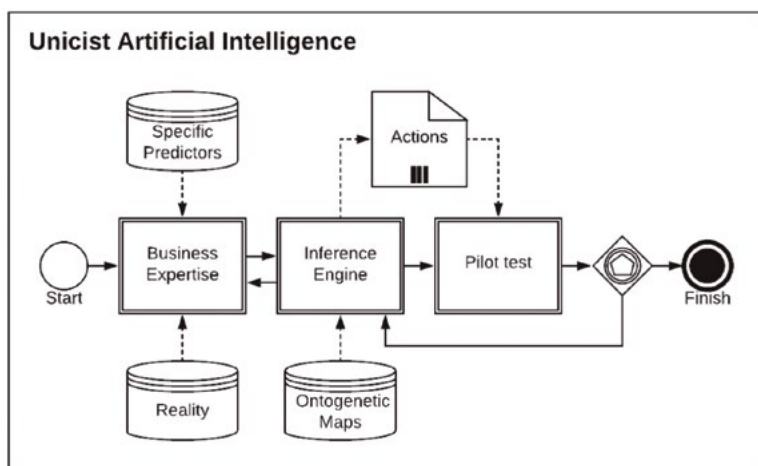 Unicist Artificial Intelligence
Specific
Predictors
Actions
Business
Expertise
Inference
Engine
Pilot test
Start
Finish
Reality
Ontogenetic
Maps